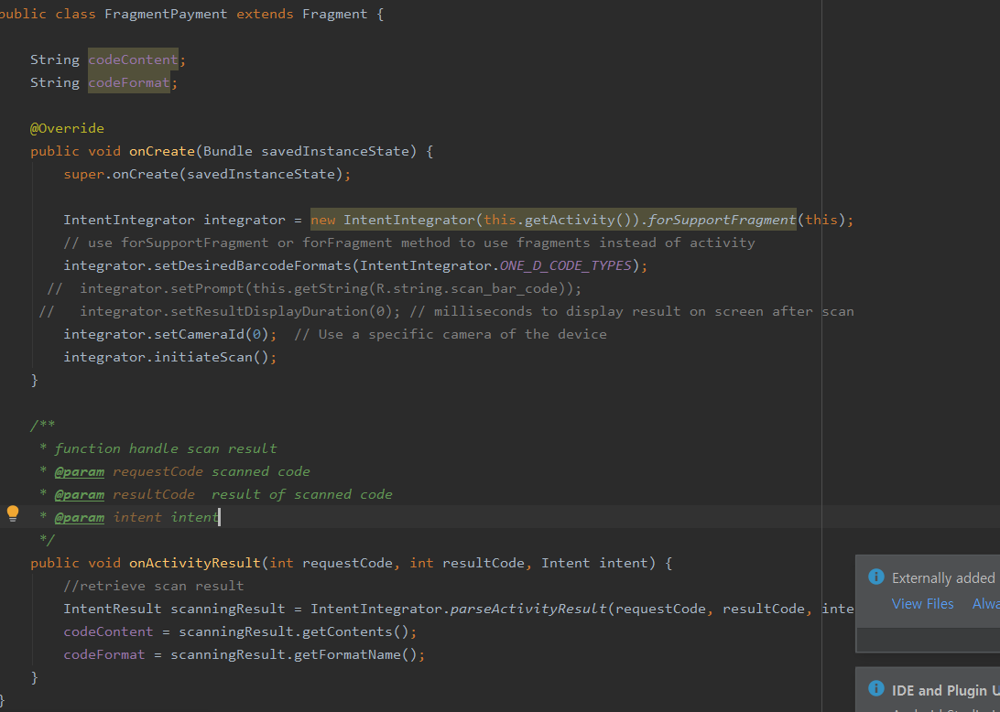 public class FragmentPayment extends Fragment {
String codeContent;
String codeFormat;
@Override
public void onCreate(Bundle savedInstanceState) {
super.onCreate(savedInstanceState);
IntentIntegrator integrator = new IntentIntegrator(this.getActivity()).forSupportFragment(this);
// use forSupportFragment or forFragment method to use fragments instead of activity
integrator.setDesiredBarcodeFormats(IntentIntegrator.ONE_D_CODE_TYPES);
// integrator.setPrompt(this.getString(R.string.scan_bar_code));
// integrator.setResultDisplayDuration(0); // milliseconds to display result on screen after scan
integrator.setCameraId(0); // Use a specific camera of the device
integrator.initiateScan();
}
/**
* function handle scan result
* @param requestCode scanned code
* @param resultCode result of scanned code
* @param intent intent
*/
public void onActivityResult(int requestCode, int resultCode, Intent intent) {
//retrieve scan result
IntentResult scanningResult = IntentIntegrator.parseActivityResult(requestCode, resultCode, inte
codeContent = scanningResult.getContents();
codeFormat = scanningResult.getFormatName();
}
}
Externally added
View Files Alwa
IDE and Plugin U